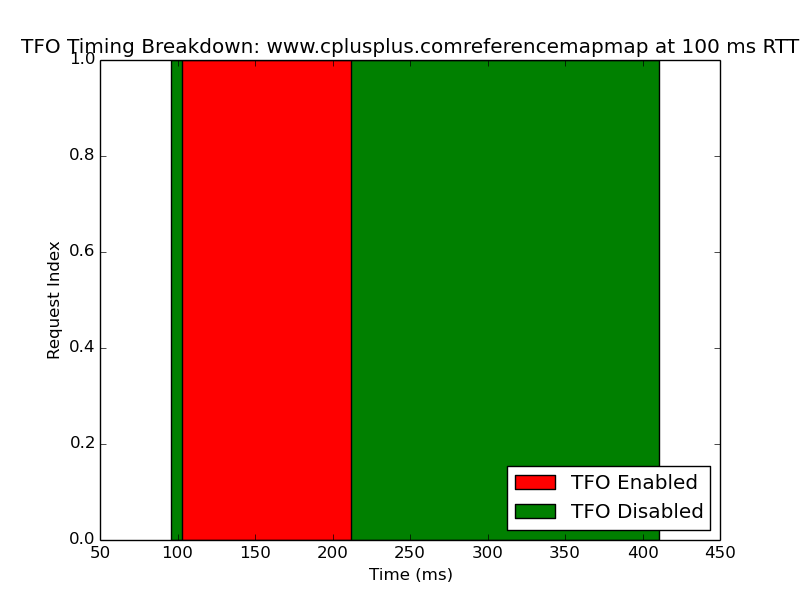 TFO Timing Breakdown: www.cplusplus.comreferencemapmap at 100 ms RTT
1.0
0.8
0.6
0.4
0.2
0.0
Request Index
50 100 150 200 250 300 350 400 450
Time (ms)
TFO Enabled
TFO Disabled